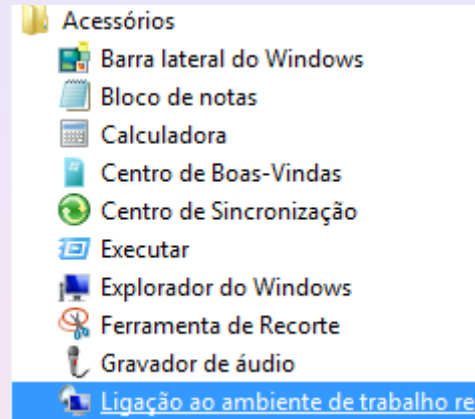 Acessórios
Barra lateral do Windows
Bloco de notas
Calculadora
Centro de Boas-Vindas
Centro de Sincronização
Executar
Explorador do Windows
Ferramenta de Recorte
Gravador de áudio
Ligação ao ambiente de trabalho re